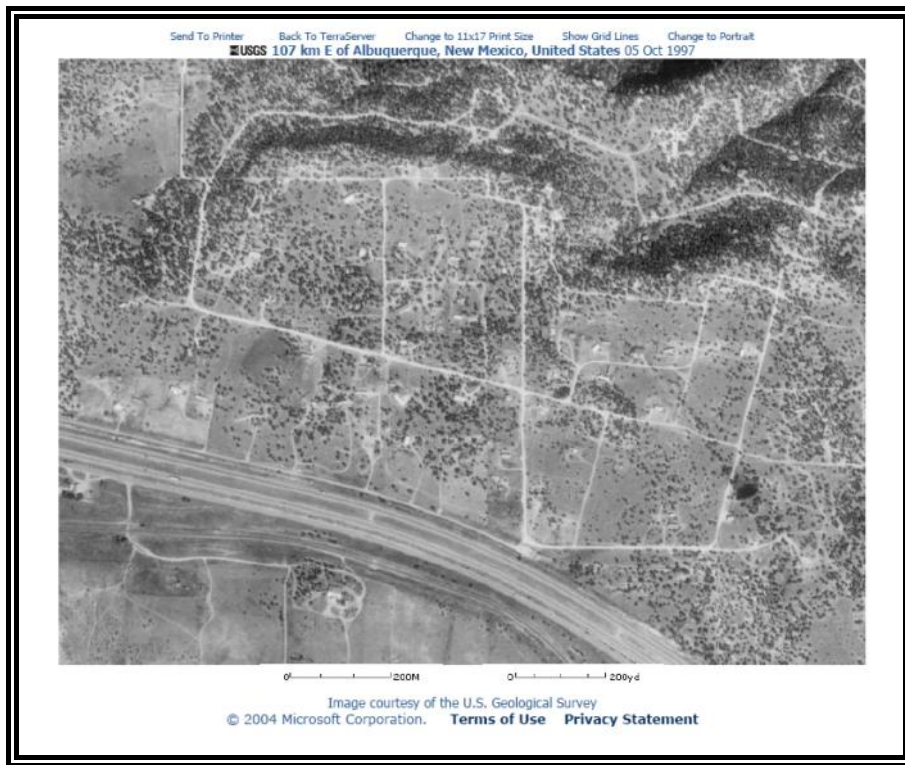 Send To Printer Back To TerraServer Change to 11x17 Print Size Show Grid Lines Change to Portrait
USGS 107 km E of Albuquerque, New Mexico, United States 05 Oct 1997
0 200M 0 200yd
Image courtesy of the U.S. Geological Survey
© 2004 Microsoft Corporation. Terms of Use Privacy Statement